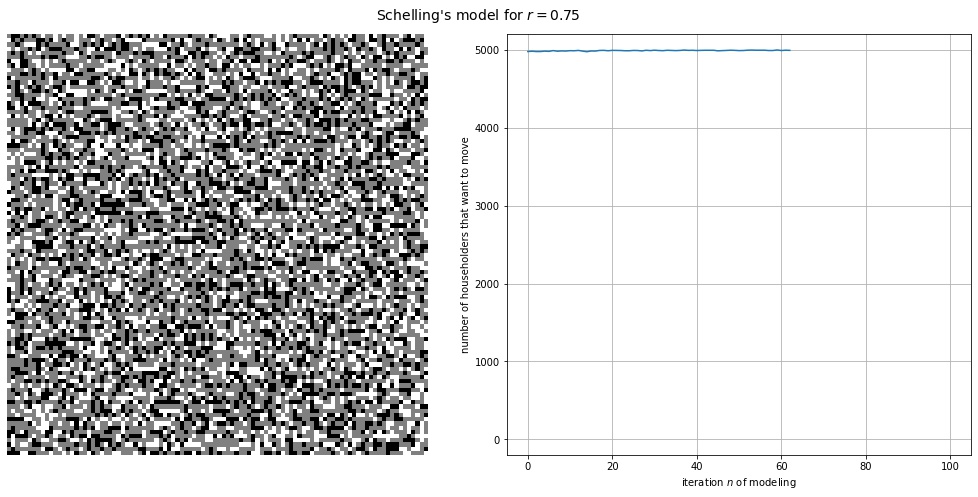 Schelling's model for r = 0.75
5000
4000
3000
2000
1000
0
number of householders that want to move
0 20 40 60 80 100
iteration n of modeling